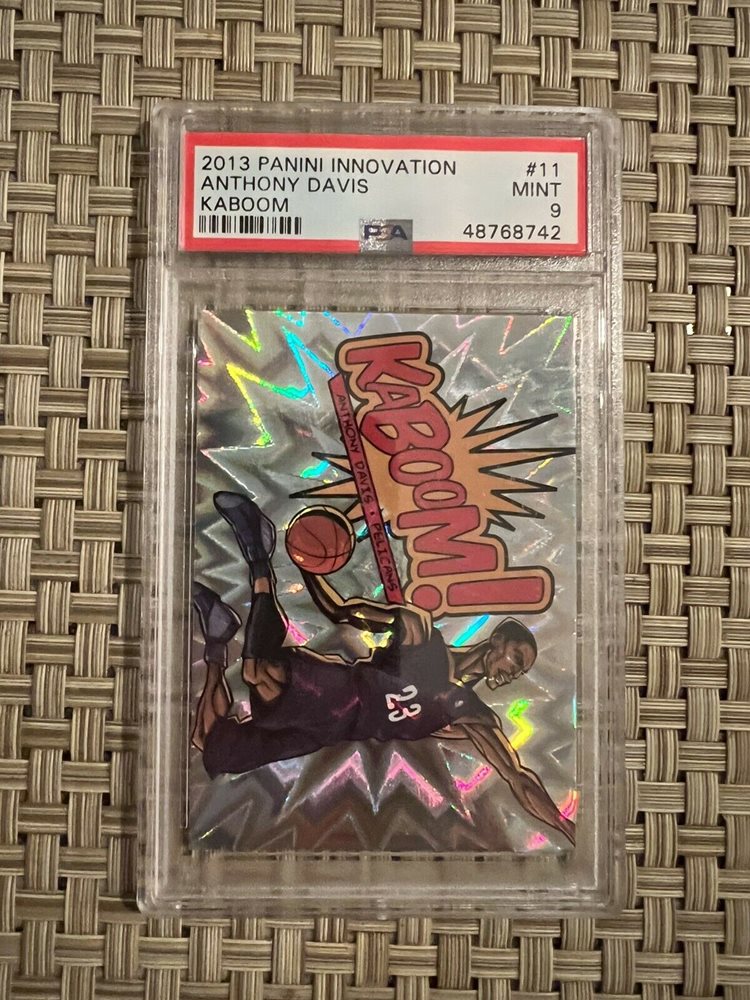 2013 PANINI INNOVATION #11
ANTHONY DAVIS MINT
KABOOM 9
PSA 48768742
KABOOM!
ANTHONY DAVIS • PELICANS
23